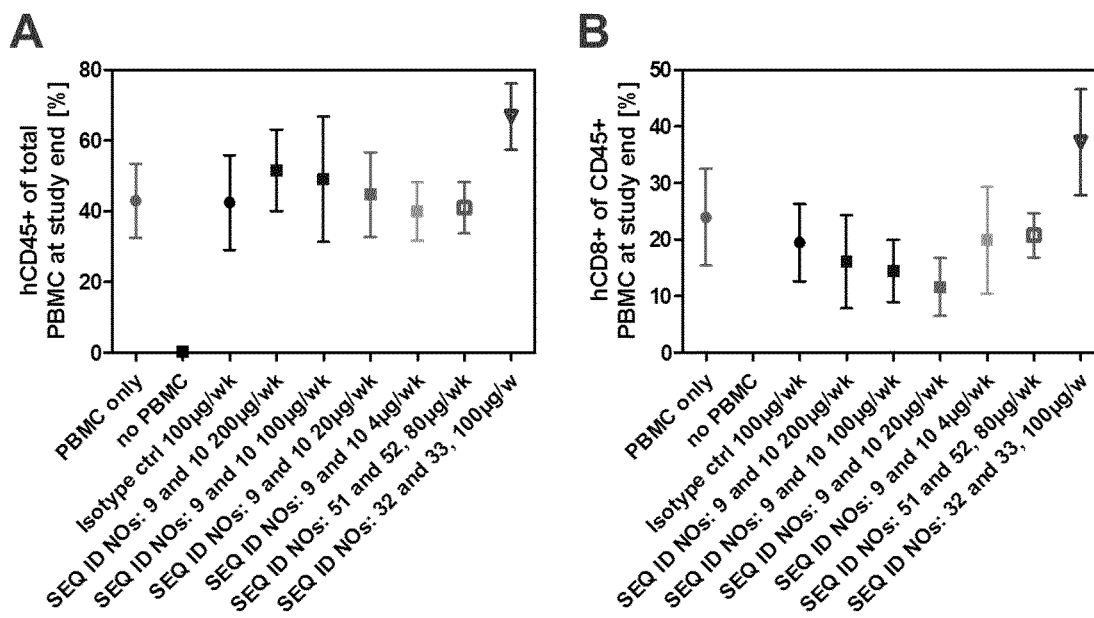 A
hCD45+ of total
PBMC at study end [%]
80
60
40
20
0
PBMC only
no PBMC
Isotype ctrl 100µg/wk
SEQ ID NOs: 9 and 10 200µg/wk
SEQ ID NOs: 9 and 10 100µg/wk
SEQ ID NOs: 9 and 10 20µg/wk
SEQ ID NOs: 9 and 10 4µg/wk
SEQ ID NOs: 51 and 52, 80µg/wk
SEQ ID NOs: 32 and 33, 100µg/w
B
hCD8+ of CD45+
PBMC at study end [%]
50
40
30
20
10
0
PBMC only
no PBMC
Isotype ctrl 100µg/wk
SEQ ID NOs: 9 and 10 200µg/wk
SEQ ID NOs: 9 and 10 100µg/wk
SEQ ID NOs: 9 and 10 20µg/wk
SEQ ID NOs: 9 and 10 4µg/wk
SEQ ID NOs: 51 and 52, 80µg/wk
SEQ ID NOs: 32 and 33, 100µg/w